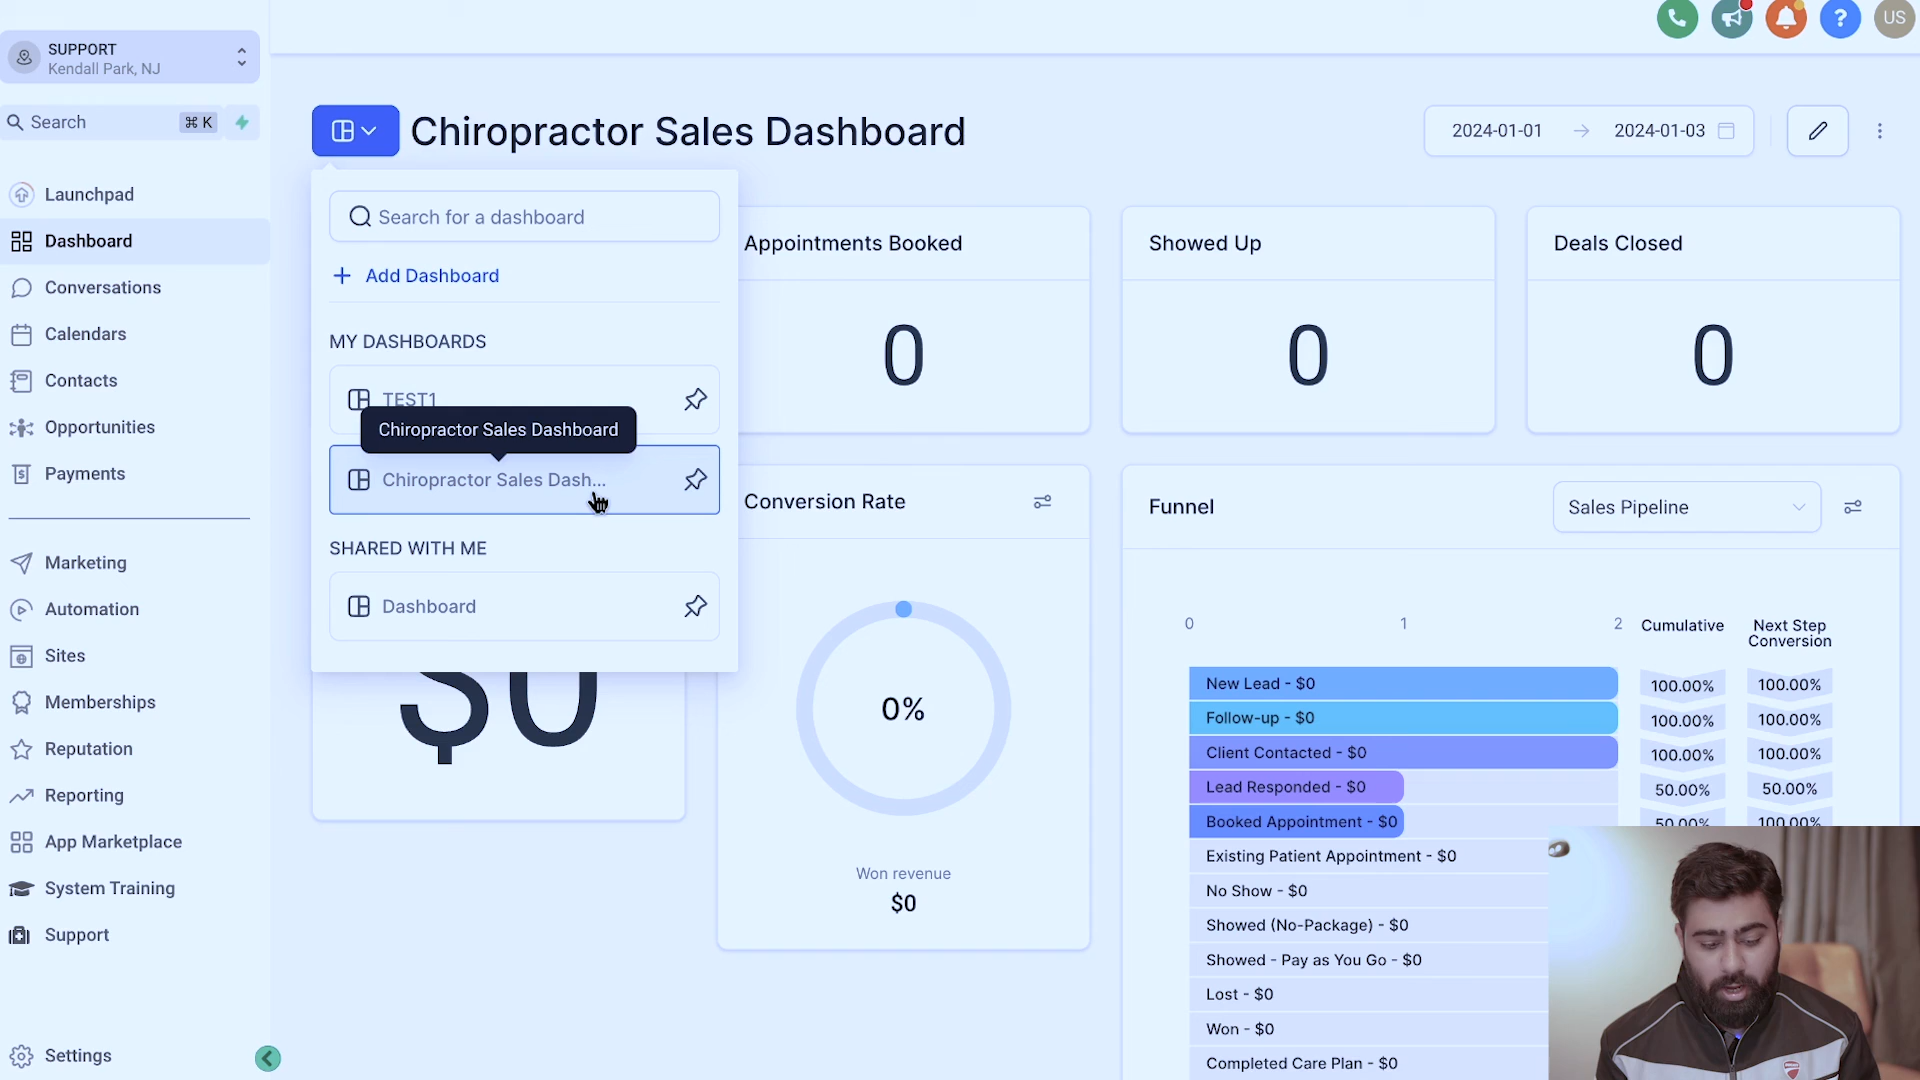 SUPPORT
Kendall Park, NJ
Search
⌘ K
Launchpad
Dashboard
Conversations
Calendars
Contacts
Opportunities
Payments
Marketing
Automation
Sites
Memberships
Reputation
Reporting
App Marketplace
System Training
Support
Settings
?
US
Chiropractor Sales Dashboard
2024-01-01 → 2024-01-03
Search for a dashboard
+ Add Dashboard
MY DASHBOARDS
TEST1
Chiropractor Sales Dashboard
Chiropractor Sales Dash...
SHARED WITH ME
Dashboard
$0
Appointments Booked
0
Showed Up
0
Deals Closed
0
Conversion Rate
0%
Won revenue
$0
Funnel
Sales Pipeline
0 1 2 Cumulative Next Step
Conversion
New Lead - $0 100.00% 100.00%
Follow-up - $0 100.00% 100.00%
Client Contacted - $0 100.00% 100.00%
Lead Responded - $0 50.00% 50.00%
Booked Appointment - $0 50.00% 100.00%
Existing Patient Appointment - $0
No Show - $0
Showed (No-Package) - $0
Showed - Pay as You Go - $0
Lost - $0
Won - $0
Completed Care Plan - $0